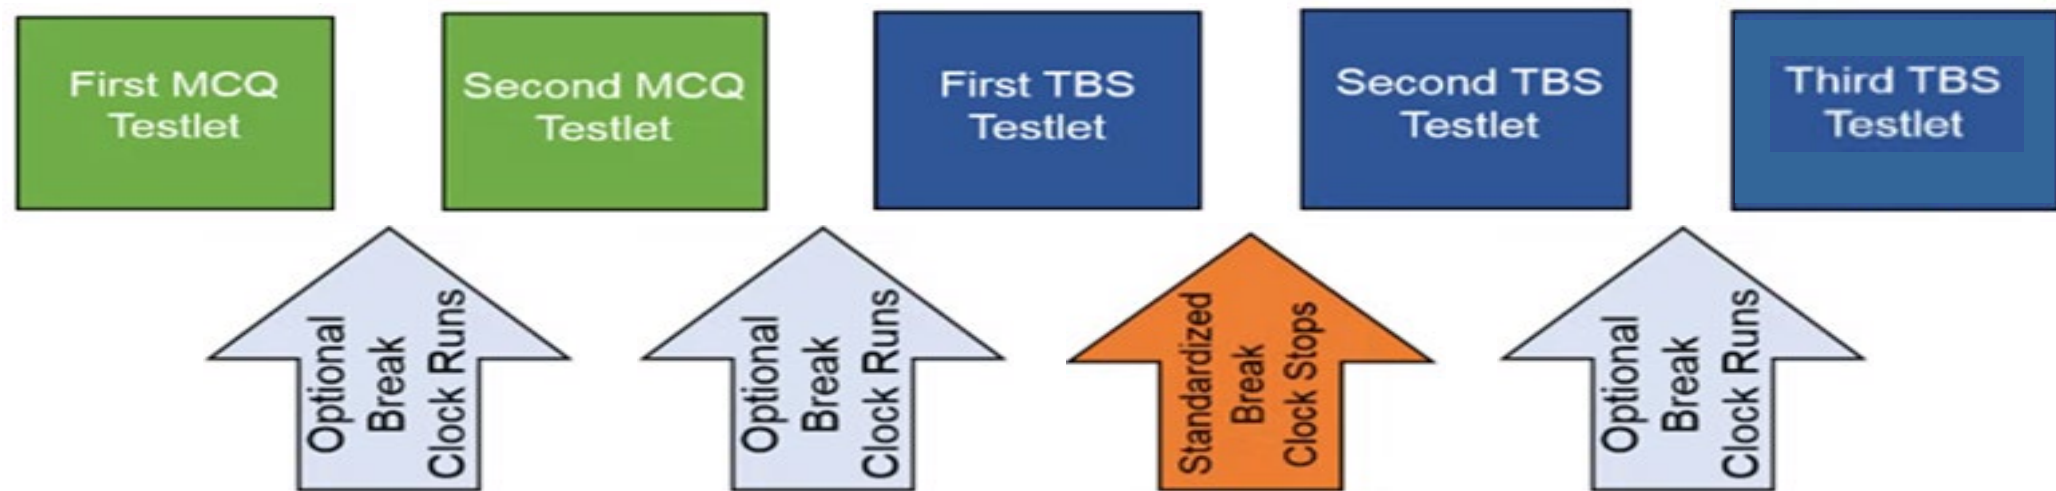 First MCQ
Testlet
Second MCQ
Testlet
First TBS
Testlet
Second TBS
Testlet
Third TBS
Testlet
Optional
Break
Clock Runs
Optional
Break
Clock Runs
Standardized
Break
Clock Stops
Optional
Break
Clock Runs